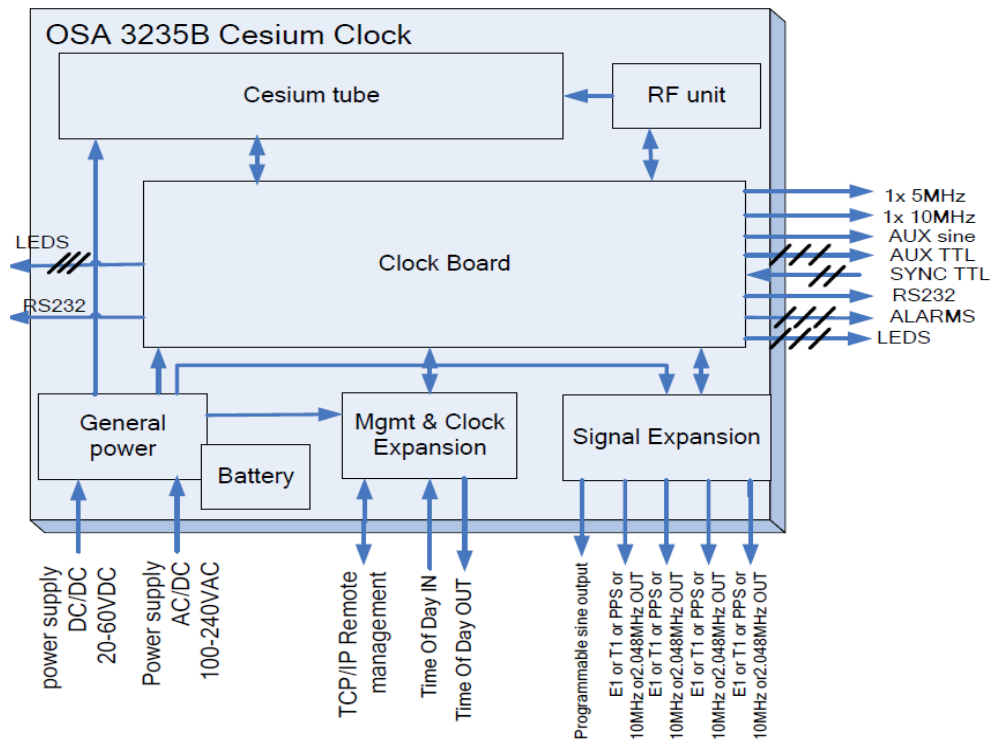 OSA 3235B Cesium Clock
Cesium tube
RF unit
Clock Board
LEDS
RS232
1x 5MHz
1x 10MHz
AUX sine
AUX TTL
SYNC TTL
RS232
ALARMS
LEDS
General
power
Battery
Mgmt & Clock
Expansion
Signal Expansion
power supply
DC/DC
20-60VDC
Power supply
AC/DC
100-240VAC
TCP/IP Remote
management
Time Of Day IN
Time Of Day OUT
Programmable sine output
E1 or T1 or PPS or
10MHz or2.048MHz OUT
E1 or T1 or PPS or
10MHz or2.048MHz OUT
E1 or T1 or PPS or
10MHz or2.048MHz OUT
E1 or T1 or PPS or
10MHz or2.048MHz OUT